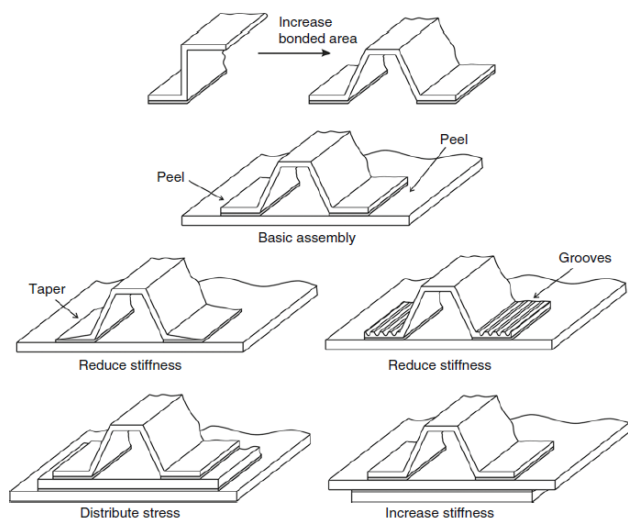 Increase
bonded area
Peel
Peel
Basic assembly
Taper
Grooves
Reduce stiffness
Reduce stiffness
Distribute stress
Increase stiffness